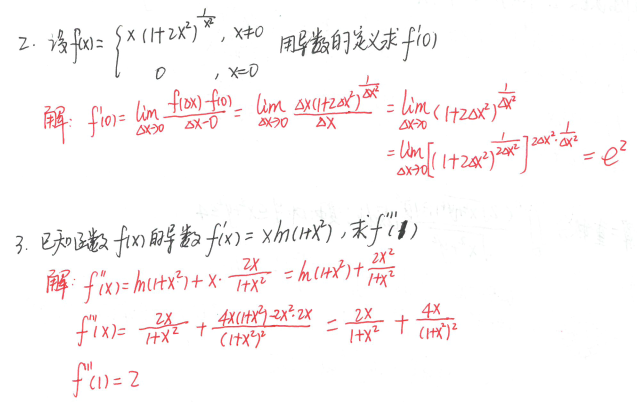 2. 设f(x)= { x(1+2x²)^(1/x²), x≠0 用导数的定义求f'(0)
0 , x=0
解: f'(0)= lim_(Δx→0) (f(Δx)-f(0))/(Δx-0) = lim_(Δx→0) (Δx(1+2Δx²)^(1/Δx²))/Δx = lim_(Δx→0) (1+2Δx²)^(1/Δx²)
= lim_(Δx→0) [(1+2Δx²)^(1/(2Δx²))]^(2Δx²·1/Δx²) = e²
3. 已知函数f(x)的导数f'(x)=xln(1+x²),求f'''(1)
解: f''(x)=ln(1+x²)+x·2x/(1+x²) = ln(1+x²)+2x²/(1+x²)
f'''(x)= 2x/(1+x²) + (4x(1+x²)-2x²·2x)/(1+x²)² = 2x/(1+x²) + 4x/(1+x²)²
f'''(1)=2